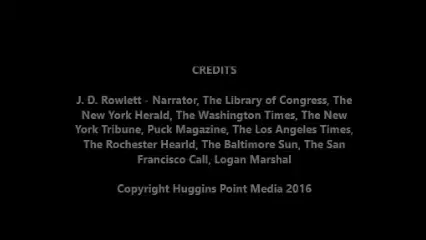 CREDITS
J. D. Rowlett - Narrator, The Library of Congress, The
New York Herald, The Washington Times, The New
York Tribune, Puck Magazine, The Los Angeles Times,
The Rochester Hearld, The Baltimore Sun, The San
Francisco Call, Logan Marshal
Copyright Huggins Point Media 2016